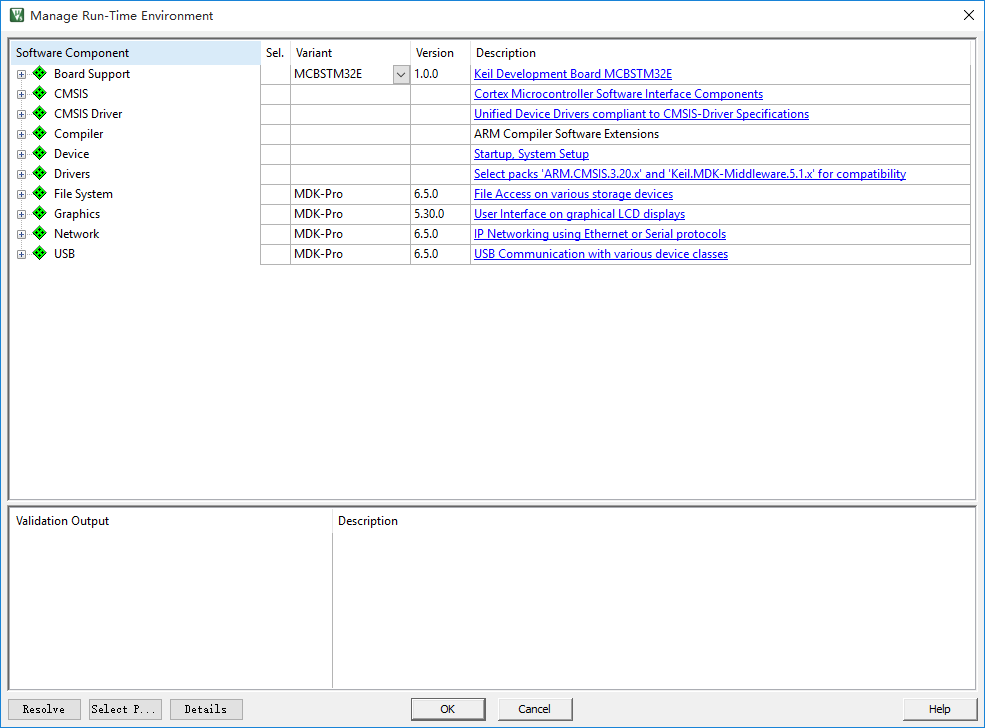 Manage Run-Time Environment
Software Component Sel. Variant Version Description
Board Support MCBSTM32E 1.0.0 Keil Development Board MCBSTM32E
CMSIS Cortex Microcontroller Software Interface Components
CMSIS Driver Unified Device Drivers compliant to CMSIS-Driver Specifications
Compiler ARM Compiler Software Extensions
Device Startup, System Setup
Drivers Select packs 'ARM.CMSIS.3.20.x' and 'Keil.MDK-Middleware.5.1.x' for compatibility
File System MDK-Pro 6.5.0 File Access on various storage devices
Graphics MDK-Pro 5.30.0 User Interface on graphical LCD displays
Network MDK-Pro 6.5.0 IP Networking using Ethernet or Serial protocols
USB MDK-Pro 6.5.0 USB Communication with various device classes
Validation Output Description
Resolve Select P... Details OK Cancel Help